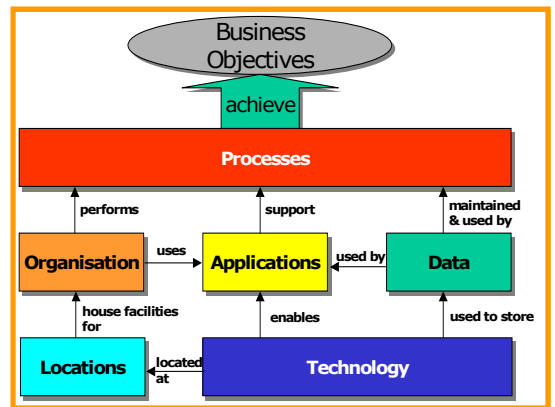 Business
Objectives
achieve
Processes
performs
support
maintained
& used by
Organisation
uses
Applications
used by
Data
house facilities
for
enables
used to store
Locations
located
at
Technology